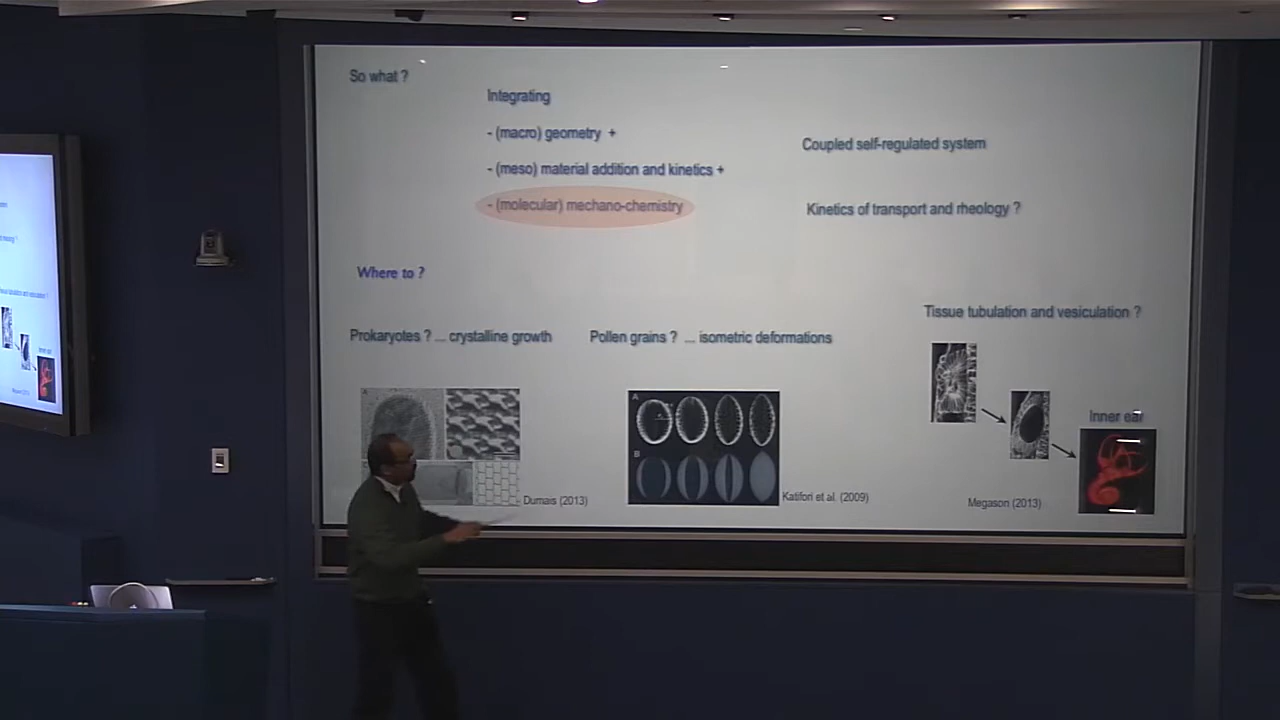 So what ?
Integrating
- (macro) geometry +
- (meso) material addition and kinetics +
- (molecular) mechano-chemistry
Coupled self-regulated system
Kinetics of transport and rheology ?
Where to ?
Prokaryotes ? ... crystalline growth
Pollen grains ? ... isometric deformations
Tissue tubulation and vesiculation ?
Inner ear
A
B
Dumais (2013)
Katifori et al. (2009)
Megason (2013)